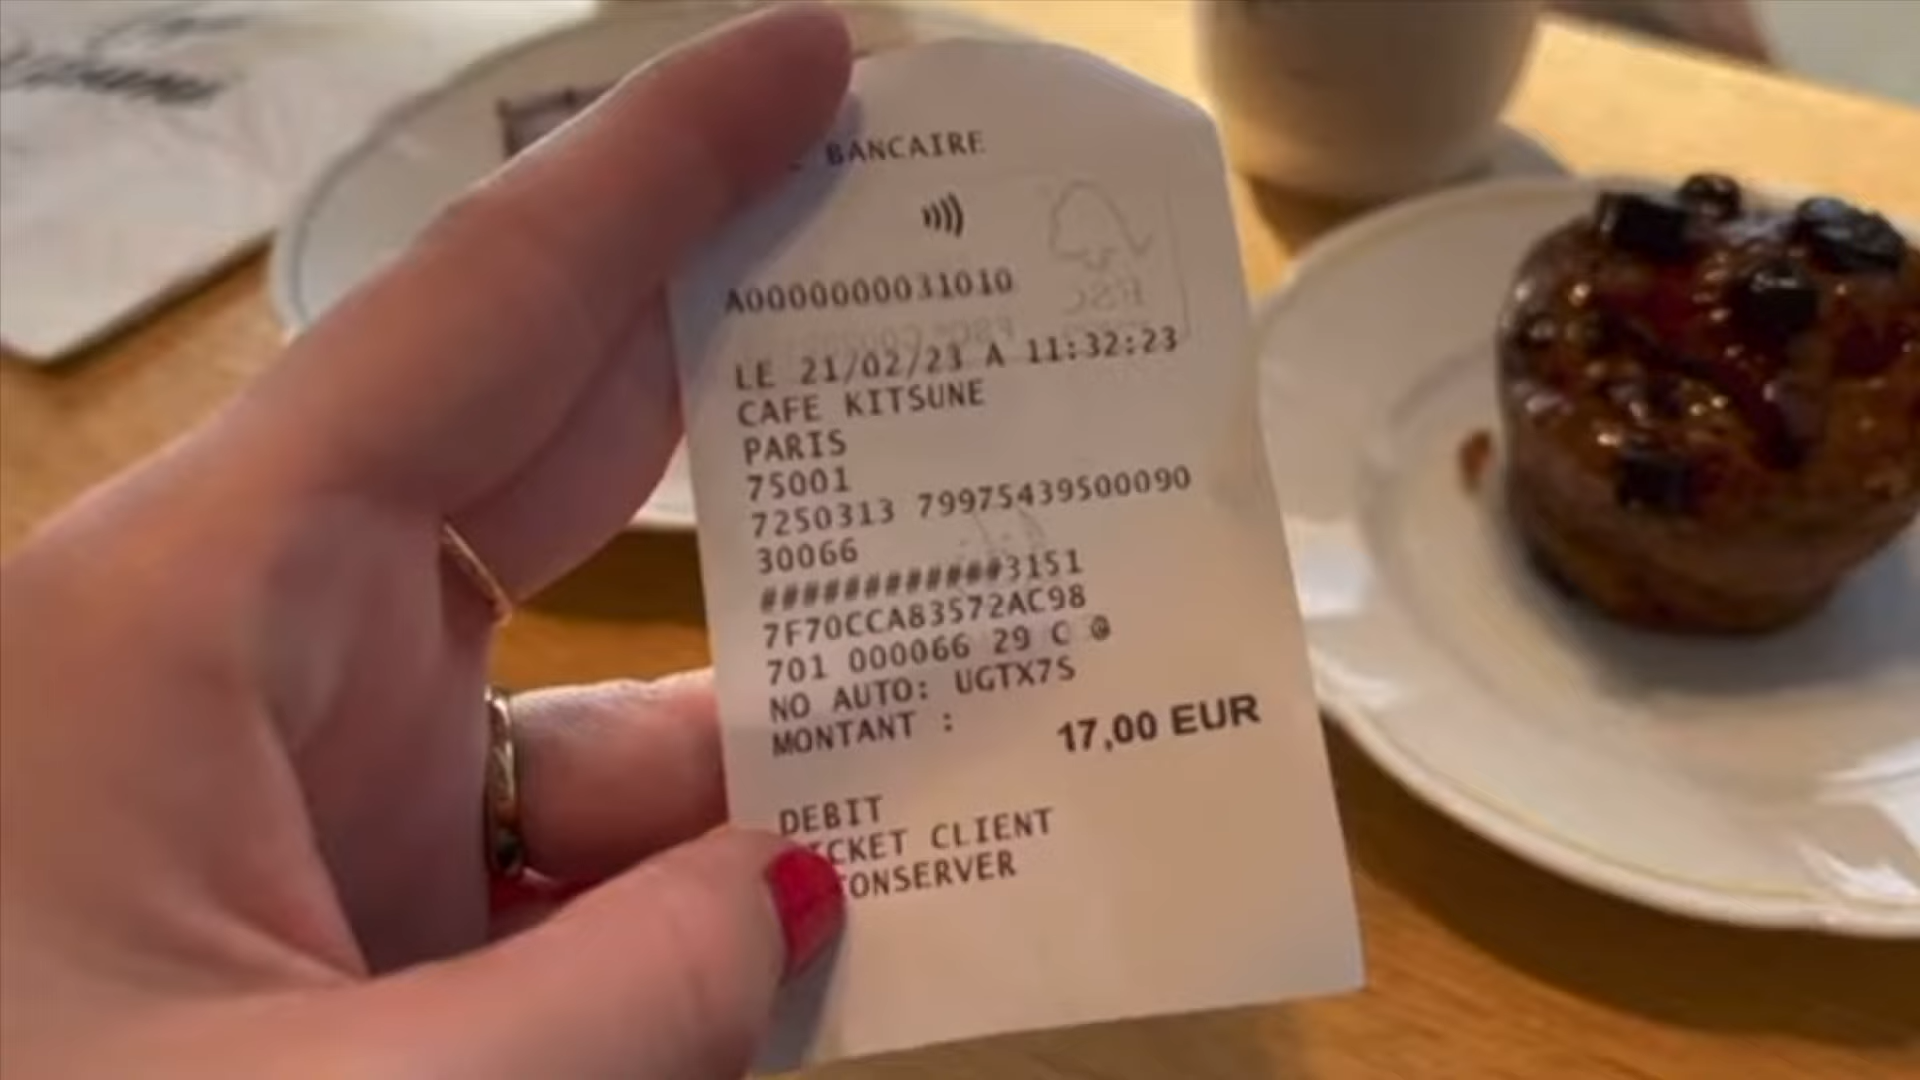 BANCAIRE
A0000000031010
LE 21/02/23 A 11:32:23
CAFE KITSUNE
PARIS
75001
7250313 79975439500090
30066
############3151
7F70CCA83572AC98
701 000066 29 C @
NO AUTO: UGTX7S
MONTANT : 17,00 EUR
DEBIT
CKET CLIENT
CONSERVER